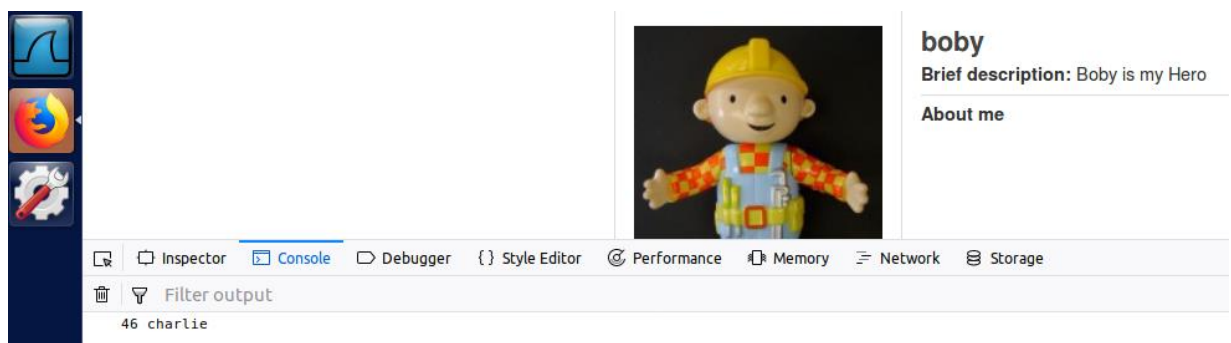 boby
Brief description: Boby is my Hero
About me
Inspector Console Debugger {} Style Editor Performance Memory Network Storage
Filter output
46 charlie